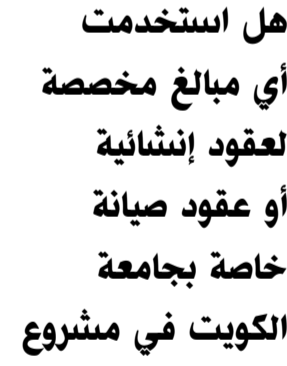 هل استخدمت
أي مبالغ مخصصة
لعقود إنشائية
أو عقود صيانة
خاصة بجامعة
الكويت في مشروع